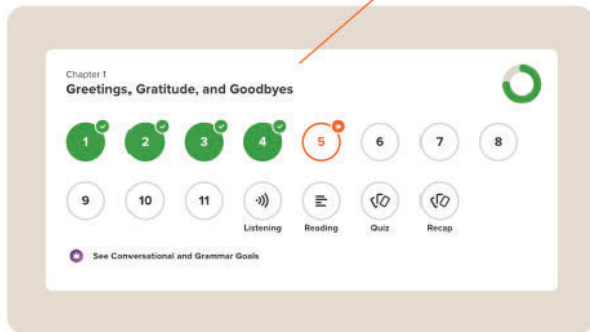 Chapter 1
Greetings, Gratitude, and Goodbyes
1 2 3 4 5 6 7 8
9 10 11
Listening Reading Quiz Recap
See Conversational and Grammar Goals